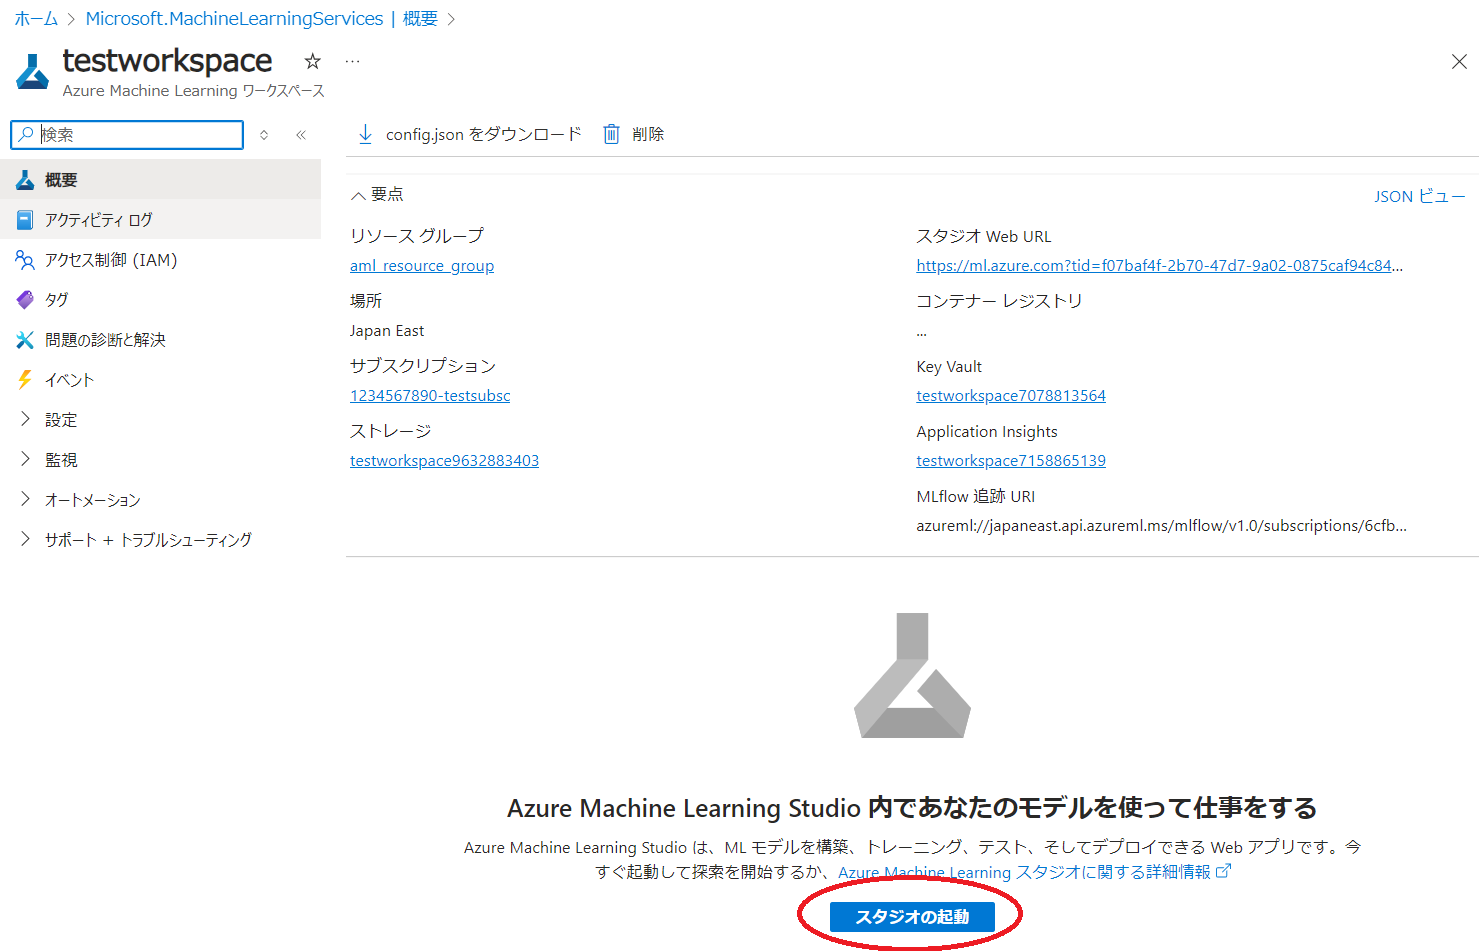 ホーム > Microsoft.MachineLearningServices | 概要 >
testworkspace ☆ …
Azure Machine Learning ワークスペース
検索
概要
アクティビティ ログ
アクセス制御 (IAM)
タグ
問題の診断と解決
イベント
設定
監視
オートメーション
サポート + トラブルシューティング
config.json をダウンロード 削除
要点
JSON ビュー
リソース グループ
aml_resource_group
場所
Japan East
サブスクリプション
1234567890-testsubsc
ストレージ
testworkspace9632883403
スタジオ Web URL
https://ml.azure.com?tid=f07baf4f-2b70-47d7-9a02-0875caf94c84...
コンテナー レジストリ
...
Key Vault
testworkspace7078813564
Application Insights
testworkspace7158865139
MLflow 追跡 URI
azureml://japaneast.api.azureml.ms/mlflow/v1.0/subscriptions/6cfb...
Azure Machine Learning Studio 内であなたのモデルを使って仕事をする
Azure Machine Learning Studio は、ML モデルを構築、トレーニング、テスト、そしてデプロイできる Web アプリです。今
すぐ起動して探索を開始するか、Azure Machine Learning スタジオに関する詳細情報
スタジオの起動